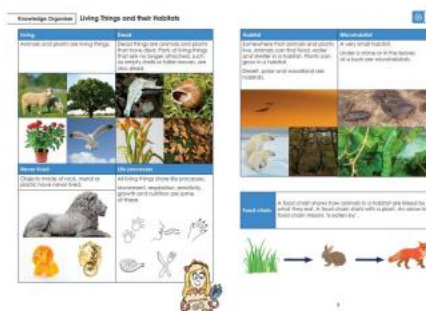 Knowledge Organiser
Living Things and their Habitats
Living
Animals and plants are living things.
Dead
Dead things are animals and plants
that have died. Parts of living things
that are no longer attached, such
as empty shells or fallen leaves, are
also dead.
Never lived
Objects made of rock, metal or
plastic have never lived.
Life processes
All living things share life processes.
Movement, respiration, sensitivity,
growth and nutrition are some
of these.
Habitat
Somewhere that animals and plants
live. Animals can find food, water
and shelter in a habitat. Plants can
grow in a habitat.
Desert, polar and woodland are
habitats.
Microhabitat
A very small habitat.
Under a stone or in the leaves
of a bush are microhabitats.
Food chain
A food chain shows how animals in a habitat are linked by
what they eat. A food chain starts with a plant. An arrow in
food chain means 'is eaten by'.